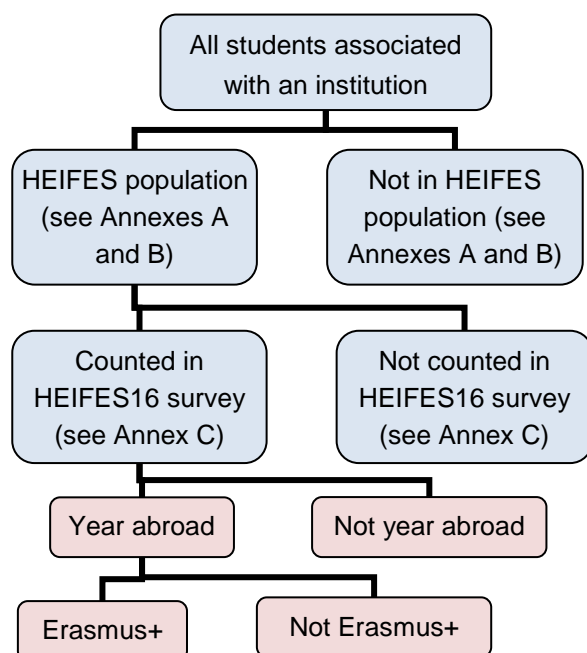 All students associated
with an institution
HEIFES population
(see Annexes A
and B)
Not in HEIFES
population (see
Annexes A and B)
Counted in
HEIFES16 survey
(see Annex C)
Not counted in
HEIFES16 survey
(see Annex C)
Year abroad
Not year abroad
Erasmus+
Not Erasmus+